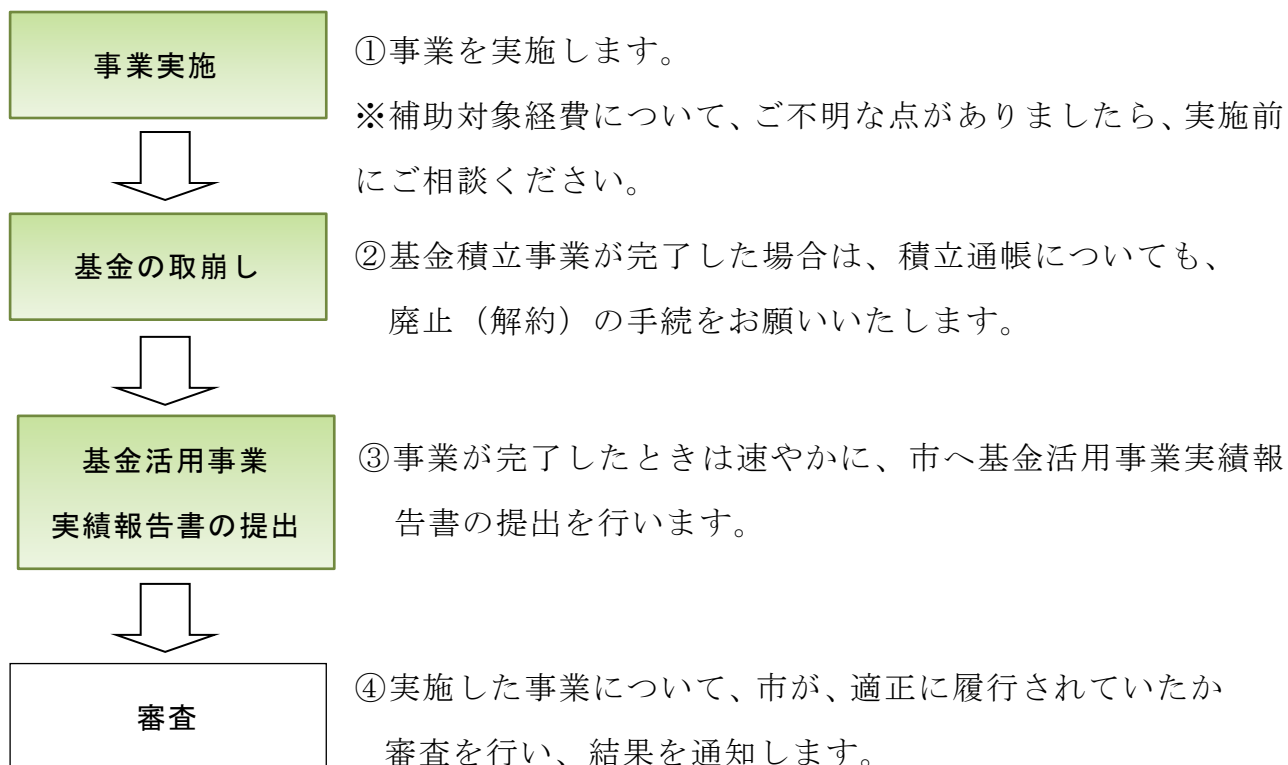 事業実施
①事業を実施します。
※補助対象経費について、ご不明な点がありましたら、実施前
にご相談ください。
基金の取崩し
②基金積立事業が完了した場合は、積立通帳についても、
廃止（解約）の手続をお願いいたします。
基金活用事業
実績報告書の提出
③事業が完了したときは速やかに、市へ基金活用事業実績報
告書の提出を行います。
審査
④実施した事業について、市が、適正に履行されていたか
審査を行い、結果を通知します。